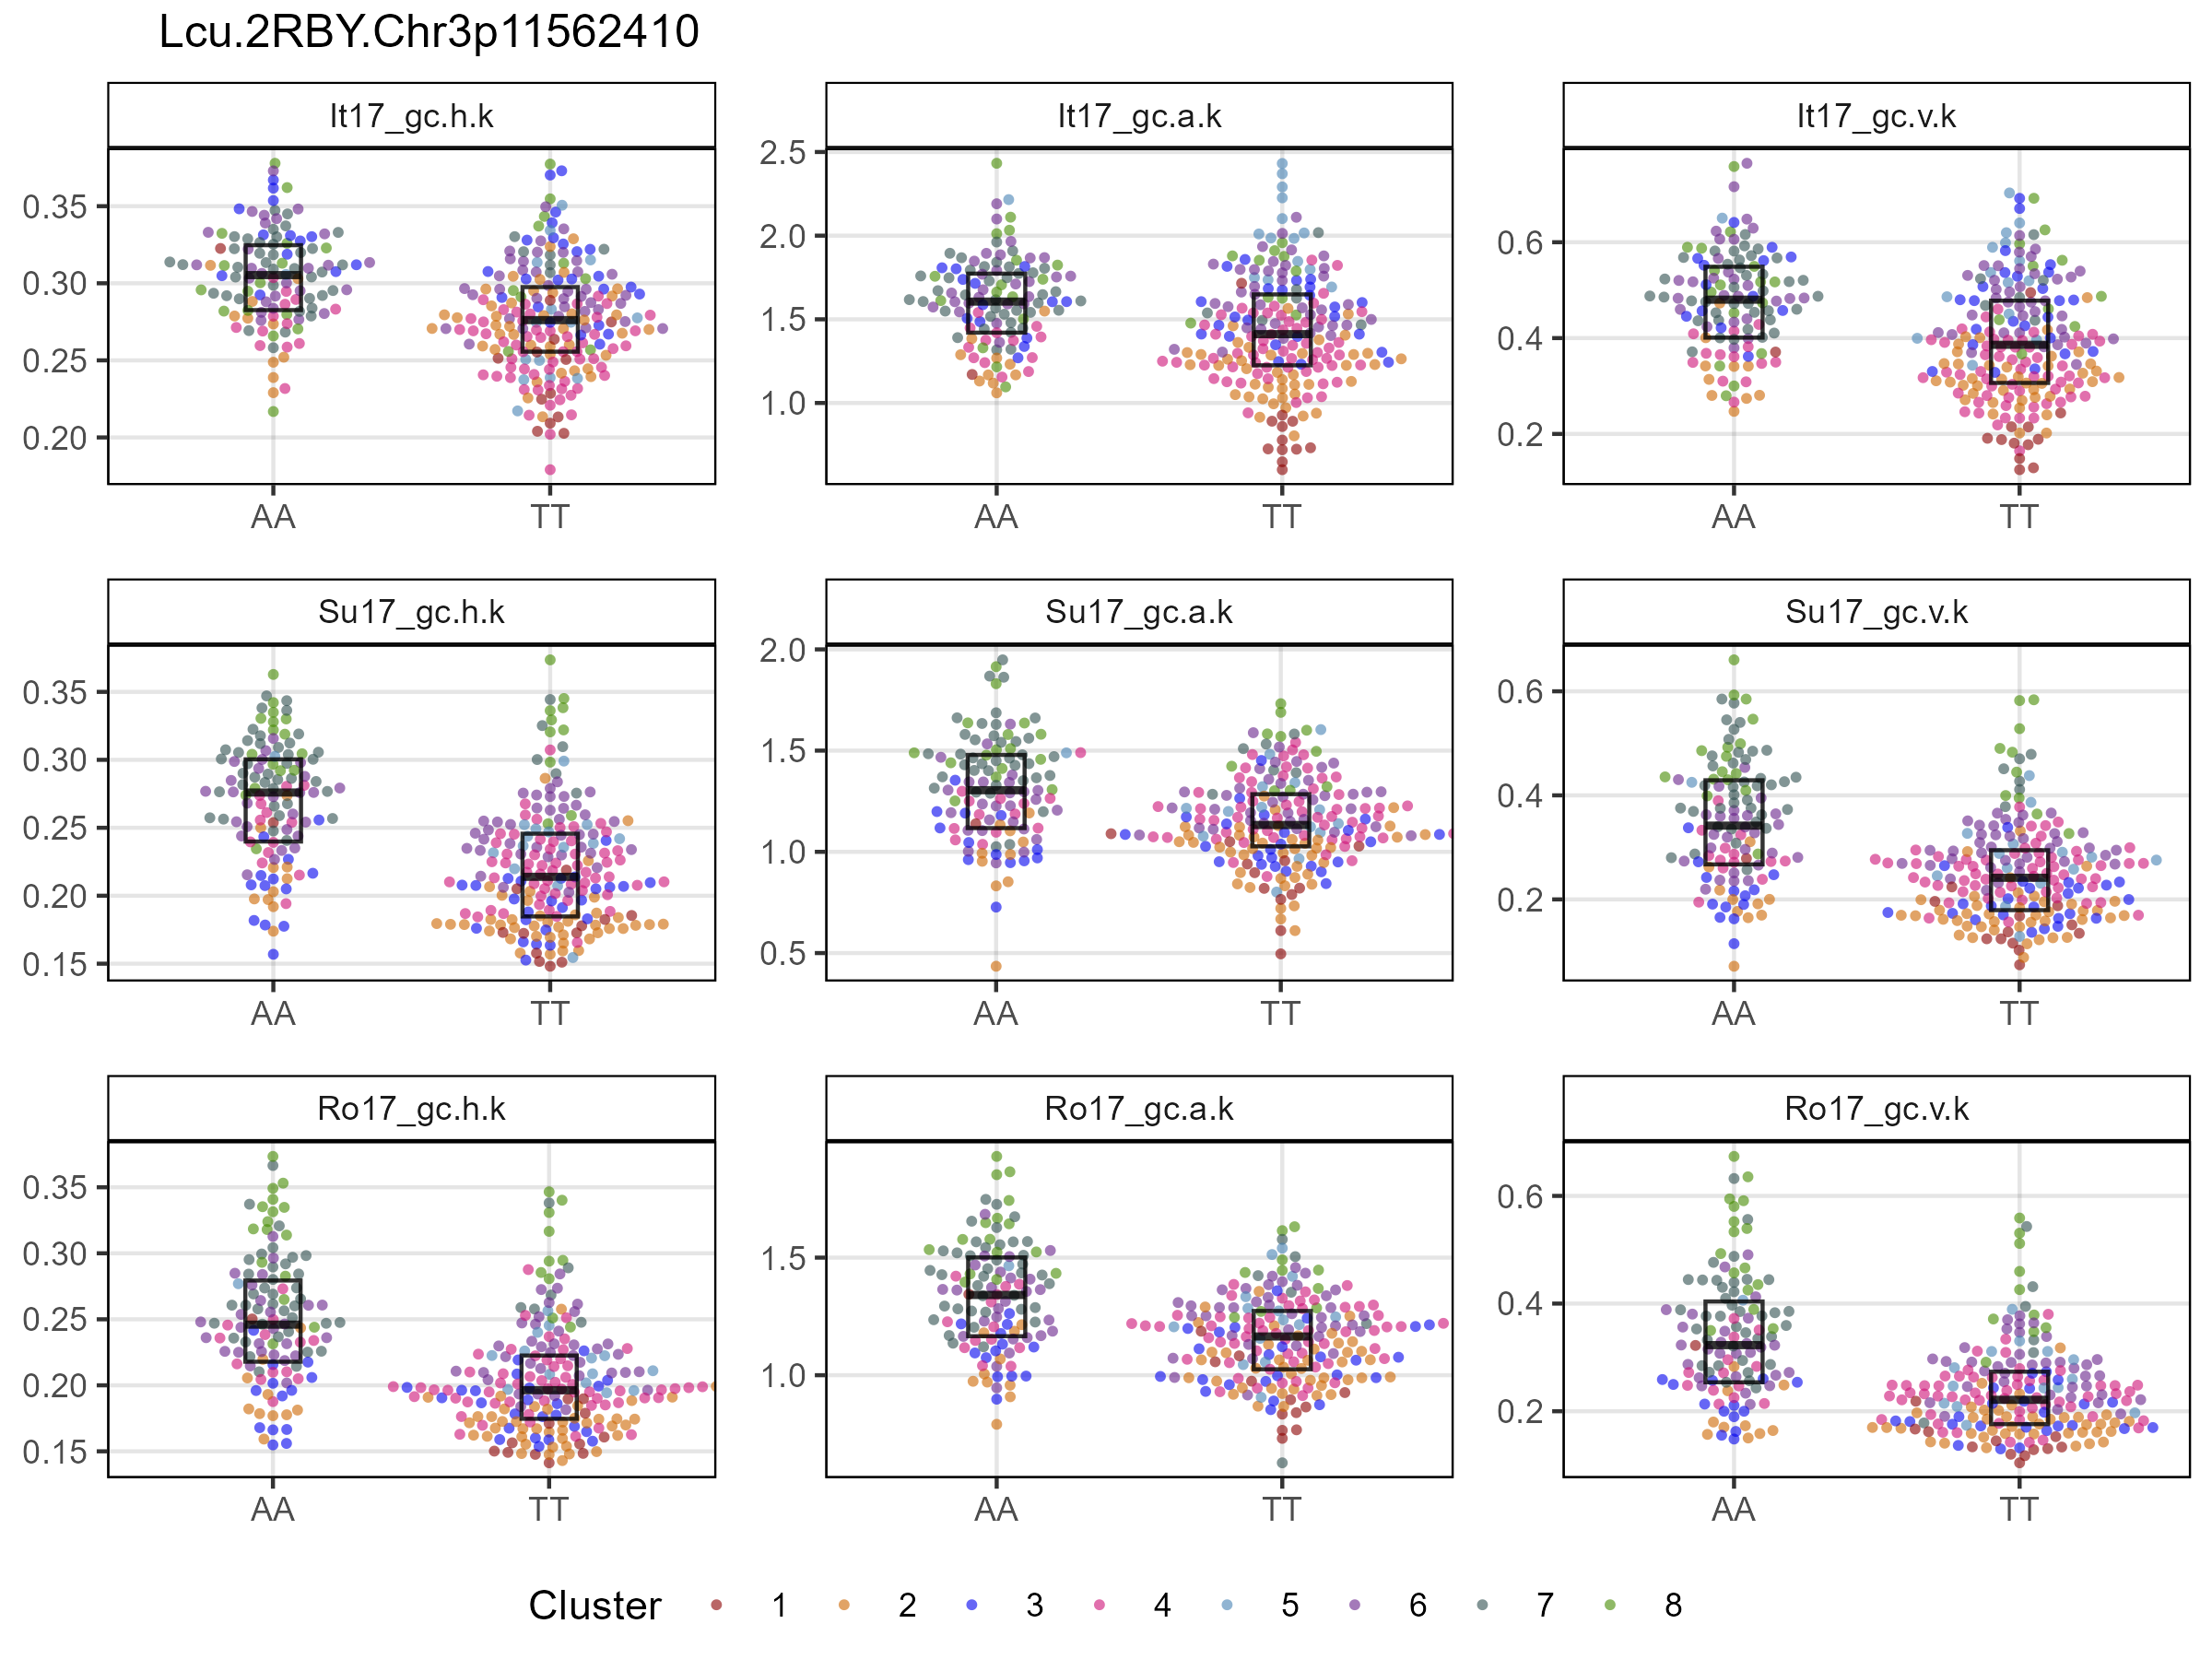 Lcu.2RBY.Chr3p11562410
It17_gc.h.k
It17_gc.a.k
It17_gc.v.k
0.35
0.30
0.25
0.20
2.5
2.0
1.5
1.0
0.6
0.4
0.2
AA TT
AA TT
AA TT
Su17_gc.h.k
Su17_gc.a.k
Su17_gc.v.k
0.35
0.30
0.25
0.20
0.15
2.0
1.5
1.0
0.5
0.6
0.4
0.2
AA TT
AA TT
AA TT
Ro17_gc.h.k
Ro17_gc.a.k
Ro17_gc.v.k
0.35
0.30
0.25
0.20
0.15
1.5
1.0
0.6
0.4
0.2
AA TT
AA TT
AA TT
Cluster 1 2 3 4 5 6 7 8